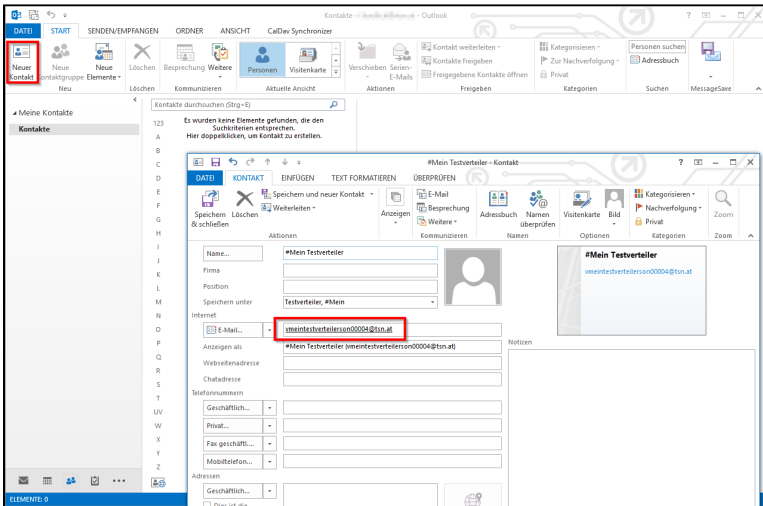 Kontakte - - Outlook
DATEI START SENDEN/EMPFANGEN ORDNER ANSICHT CalDav Synchronizer
Neuer Kontakt
Neue Kontaktgruppe
Neue Elemente
Löschen
Besprechung
Weitere
Personen
Visitenkarte
Verschieben
Serien-E-Mails
Kontakt weiterleiten
Kontakte freigeben
Freigegebene Kontakte öffnen
Kategorisieren
Zur Nachverfolgung
Privat
Personen suchen
Adressbuch
Neu Löschen Kommunizieren Aktuelle Ansicht Aktionen Freigeben Kategorien Suchen MessageSave
Meine Kontakte
Kontakte
Kontakte durchsuchen (Strg+E)
Es wurden keine Elemente gefunden, die den
Suchkriterien entsprechen.
Hier doppelklicken, um Kontakt zu erstellen.
123
A
B
C
D
E
F
G
H
I
J
K
L
M
N
O
P
Q
R
S
T
UV
W
X
Y
Z
ELEMENTE: 0
#Mein Testverteiler - Kontakt
DATEI KONTAKT EINFÜGEN TEXT FORMATIEREN ÜBERPRÜFEN
Speichern & schließen
Löschen
Speichern und neuer Kontakt
Weiterleiten
Anzeigen
E-Mail
Besprechung
Weitere
Adressbuch
Namen überprüfen
Visitenkarte
Bild
Kategorisieren
Nachverfolgung
Privat
Zoom
Aktionen Kommunizieren Namen Optionen Kategorien Zoom
Name... #Mein Testverteiler
Firma
Position
Speichern unter Testverteiler, #Mein
Internet
E-Mail... vmeintestverteilerson00004@tsn.at
Anzeigen als #Mein Testverteiler (vmeintestverteilerson00004@tsn.at)
Webseitenadresse
Chatadresse
Telefonnummern
Geschäftlich...
Privat...
Fax geschäftl....
Mobiltelefon...
Adressen
Geschäftlich...
Dies ist die
#Mein Testverteiler
vmeintestverteilerson00004@tsn.at
Notizen